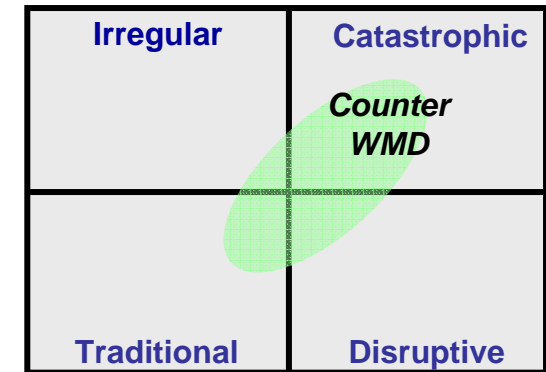 Irregular
Catastrophic
Counter
WMD
Traditional
Disruptive